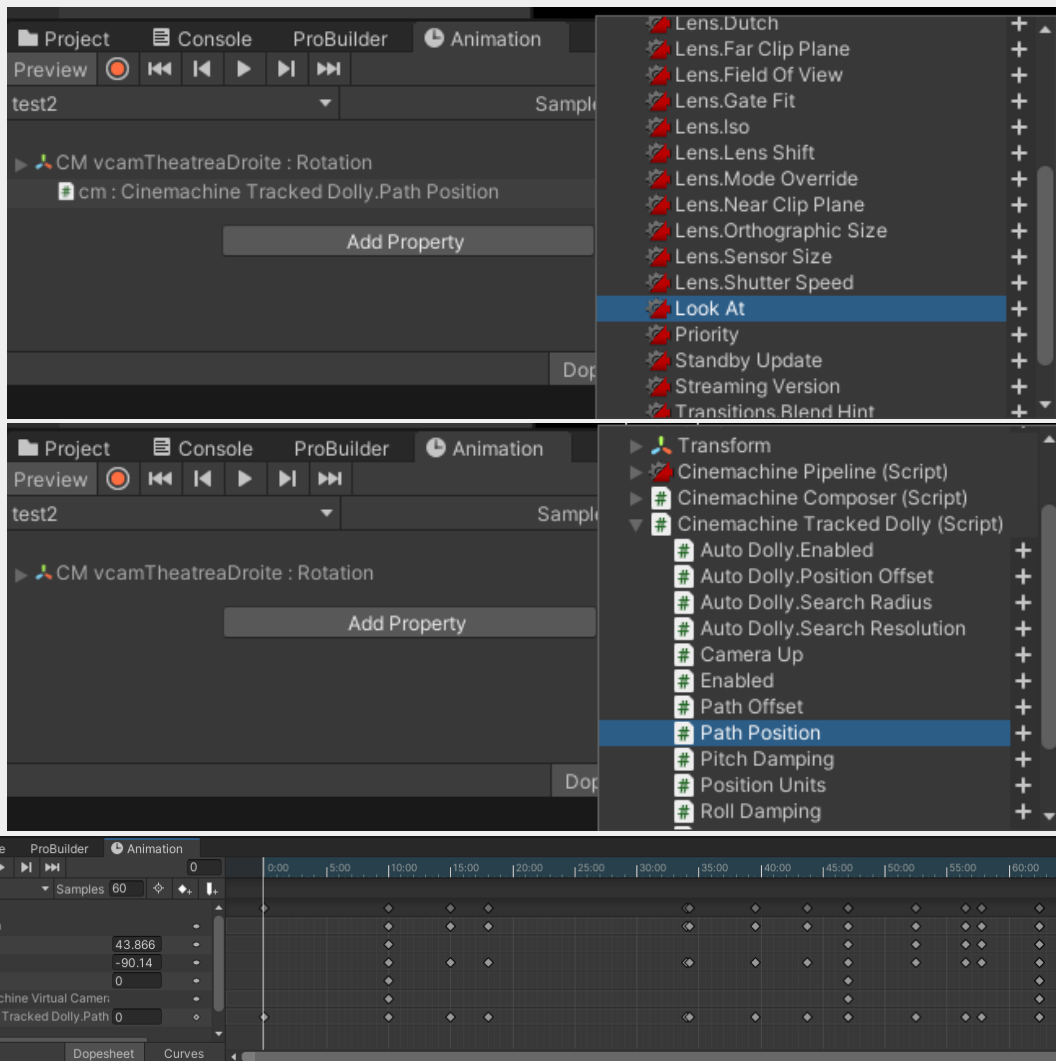 Project Console ProBuilder Animation
Preview
test2 Sample
CM vcamTheatreaDroite : Rotation
cm : Cinemachine Tracked Dolly.Path Position
Add Property
Dop
Lens.Dutch
Lens.Far Clip Plane
Lens.Field Of View
Lens.Gate Fit
Lens.Iso
Lens.Lens Shift
Lens.Mode Override
Lens.Near Clip Plane
Lens.Orthographic Size
Lens.Sensor Size
Lens.Shutter Speed
Look At
Priority
Standby Update
Streaming Version
Transitions.Blend Hint
Project Console ProBuilder Animation
Preview
test2 Sampl
CM vcamTheatreaDroite : Rotation
Add Property
Dop
Transform
Cinemachine Pipeline (Script)
Cinemachine Composer (Script)
# Cinemachine Tracked Dolly (Script)
# Auto Dolly.Enabled
# Auto Dolly.Position Offset
# Auto Dolly.Search Radius
# Auto Dolly.Search Resolution
# Camera Up
# Enabled
# Path Offset
# Path Position
# Pitch Damping
# Position Units
# Roll Damping
e ProBuilder Animation
0 0:00 5:00 10:00 15:00 20:00 25:00 30:00 35:00 40:00 45:00 50:00 55:00 60:00
Samples 60
43.866
-90.14
0
chine Virtual Camera
Tracked Dolly.Path 0
Dopesheet Curves